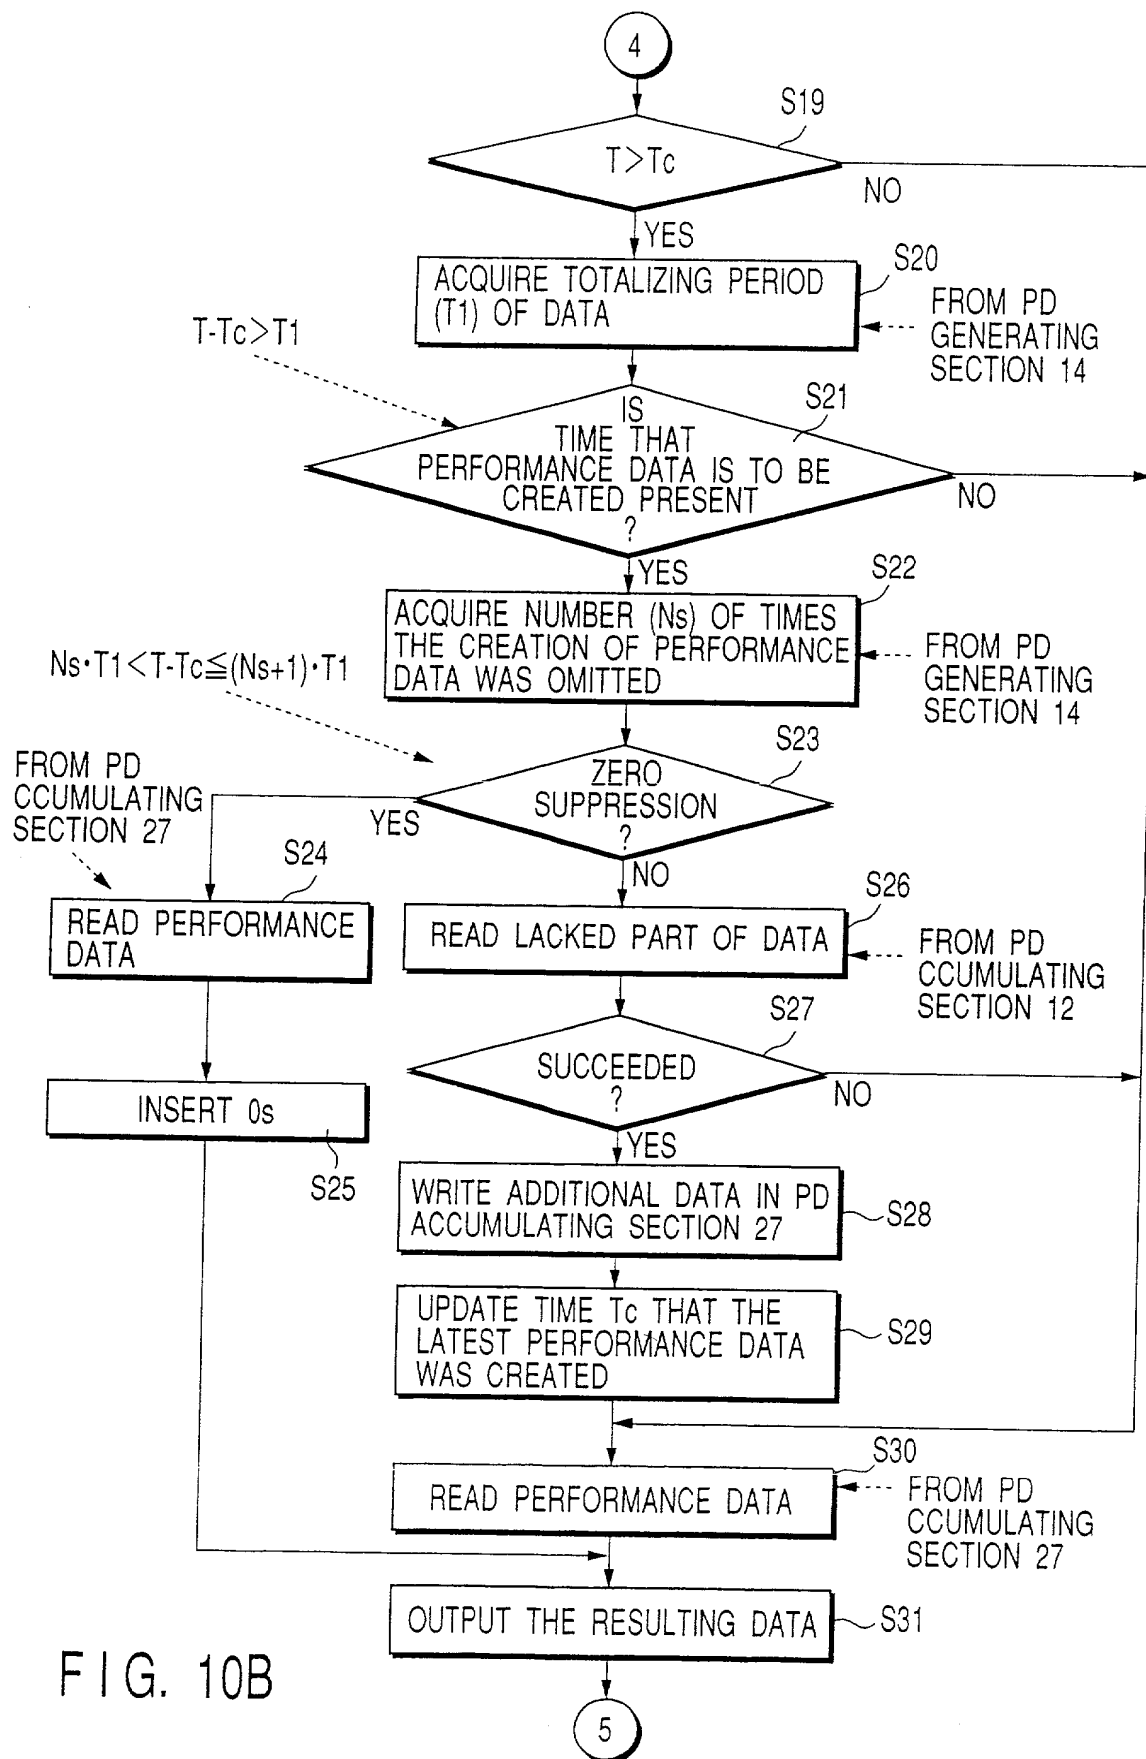 4
S19
T>Tc
NO
YES
S20
ACQUIRE TOTALIZING PERIOD
(T1) OF DATA
FROM PD
GENERATING
SECTION 14
T-Tc>T1
S21
IS
TIME THAT
PERFORMANCE DATA IS TO BE
CREATED PRESENT
?
NO
YES
S22
ACQUIRE NUMBER (Ns) OF TIMES
THE CREATION OF PERFORMANCE
DATA WAS OMITTED
FROM PD
GENERATING
SECTION 14
Ns·T1<T-Tc≦(Ns+1)·T1
S23
ZERO
SUPPRESSION
?
YES
NO
FROM PD
CCUMULATING
SECTION 27
S24
READ PERFORMANCE
DATA
S26
READ LACKED PART OF DATA
FROM PD
CCUMULATING
SECTION 12
S27
SUCCEEDED
?
NO
YES
INSERT 0s
S25
WRITE ADDITIONAL DATA IN PD
ACCUMULATING SECTION 27
S28
UPDATE TIME Tc THAT THE
LATEST PERFORMANCE DATA
WAS CREATED
S29
S30
READ PERFORMANCE DATA
FROM PD
CCUMULATING
SECTION 27
OUTPUT THE RESULTING DATA
S31
5
FIG. 10B